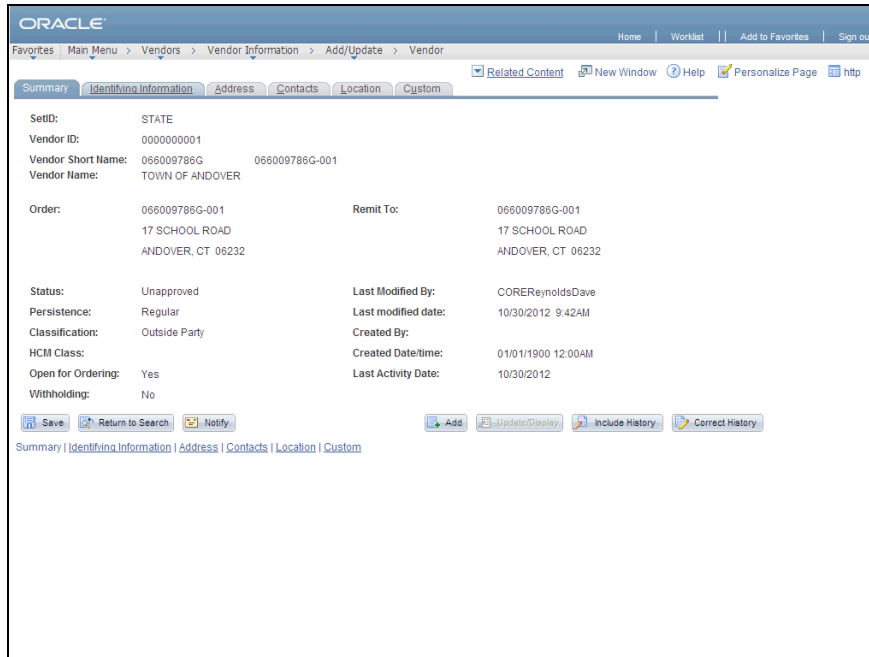 ORACLE
Home | Worklist || Add to Favorites | Sign ou
Favorites | Main Menu > Vendors > Vendor Information > Add/Update > Vendor
Related Content New Window Help Personalize Page http
Summary Identifying Information Address Contacts Location Custom
SetID: STATE
Vendor ID: 0000000001
Vendor Short Name: 066009786G 066009786G-001
Vendor Name: TOWN OF ANDOVER
Order: 066009786G-001 Remit To: 066009786G-001
17 SCHOOL ROAD 17 SCHOOL ROAD
ANDOVER, CT 06232 ANDOVER, CT 06232
Status: Unapproved Last Modified By: COREReynoldsDave
Persistence: Regular Last modified date: 10/30/2012 9:42AM
Classification: Outside Party Created By:
HCM Class: Created Date/time: 01/01/1900 12:00AM
Open for Ordering: Yes Last Activity Date: 10/30/2012
Withholding: No
Save Return to Search Notify Add Update/Display Include History Correct History
Summary | Identifying Information | Address | Contacts | Location | Custom